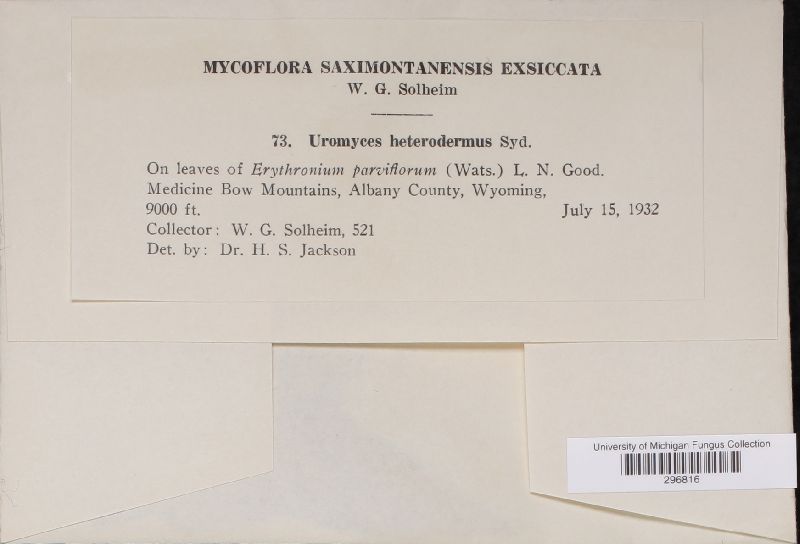 MYCOFLORA SAXIMONTANENSIS EXSICCATA
W. G. Solheim
73. Uromyces heterodermus Syd.
On leaves of Erythronium parviflorum (Wats.) L. N. Good.
Medicine Bow Mountains, Albany County, Wyoming,
9000 ft. July 15, 1932
Collector: W. G. Solheim, 521
Det. by: Dr. H. S. Jackson
University of Michigan Fungus Collection
296816